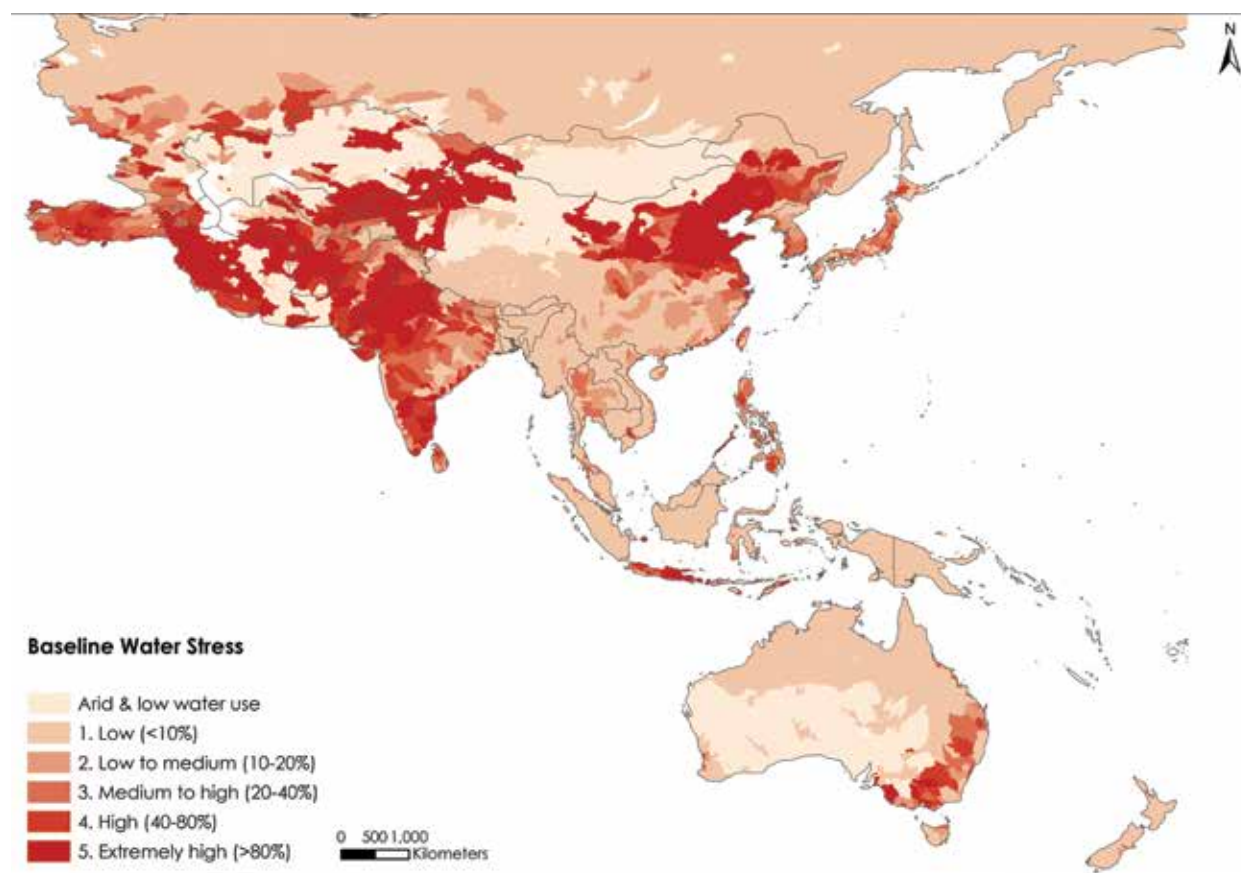 N
Baseline Water Stress
Arid & low water use
1. Low (<10%)
2. Low to medium (10-20%)
3. Medium to high (20-40%)
4. High (40-80%)
5. Extremely high (>80%)
0 500 1,000
Kilometers